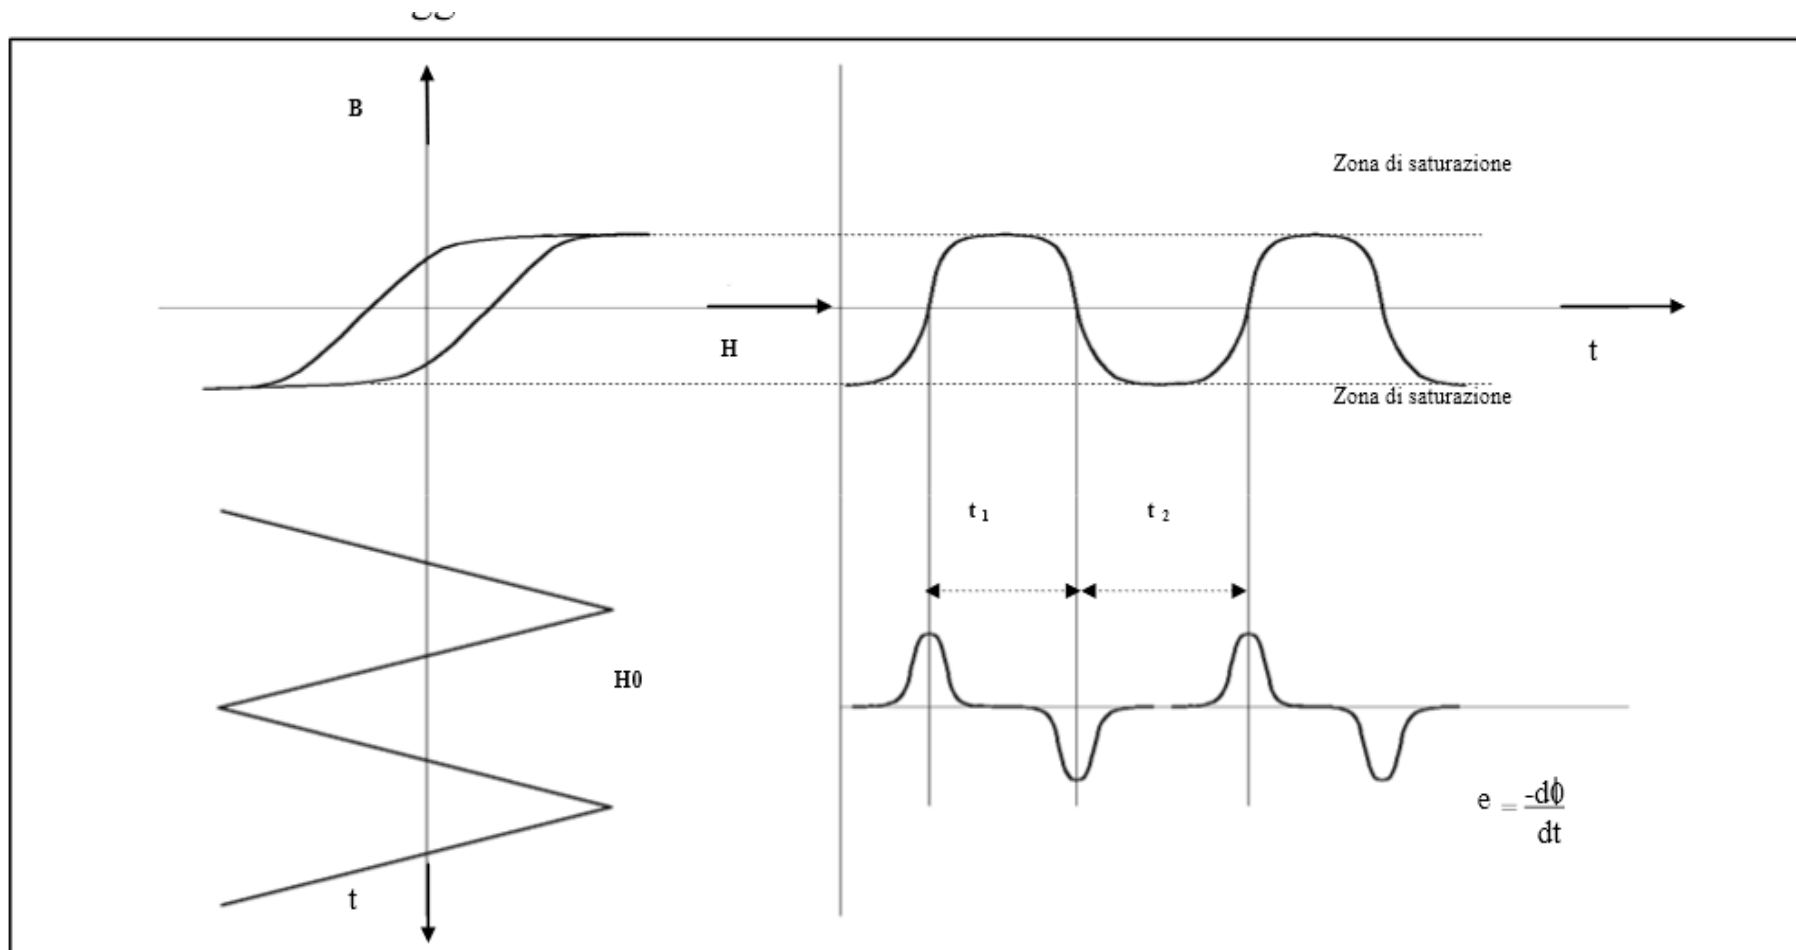 B
Zona di saturazione
H
t
Zona di saturazione
t 1
t 2
H0
e = -dϕ
dt
t